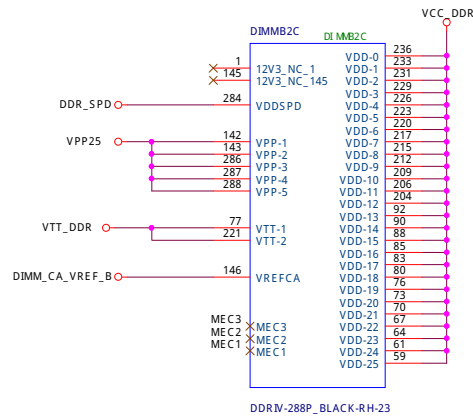 VCC_DDR
DIMMB2C
DIMMB2C
236 VDD-0
1 12V3_NC_1 233 VDD-1
145 12V3_NC_145 231 VDD-2
229 VDD-3
DDR_SPD 284 VDDSPD 226 VDD-4
223 VDD-5
220 VDD-6
VPP25 142 VPP-1 217 VDD-7
143 VPP-2 215 VDD-8
286 VPP-3 212 VDD-9
287 VPP-4 209 VDD-10
288 VPP-5 206 VDD-11
204 VDD-12
92 VDD-13
VTT_DDR 77 VTT-1 90 VDD-14
221 VTT-2 88 VDD-15
85 VDD-16
83 VDD-17
DIMM_CA_VREF_B 146 VREFCA 80 VDD-18
76 VDD-19
73 VDD-20
70 VDD-21
MEC3 MEC3 67 VDD-22
MEC2 MEC2 64 VDD-23
MEC1 MEC1 61 VDD-24
59 VDD-25
DDRIV-288P_BLACK-RH-23